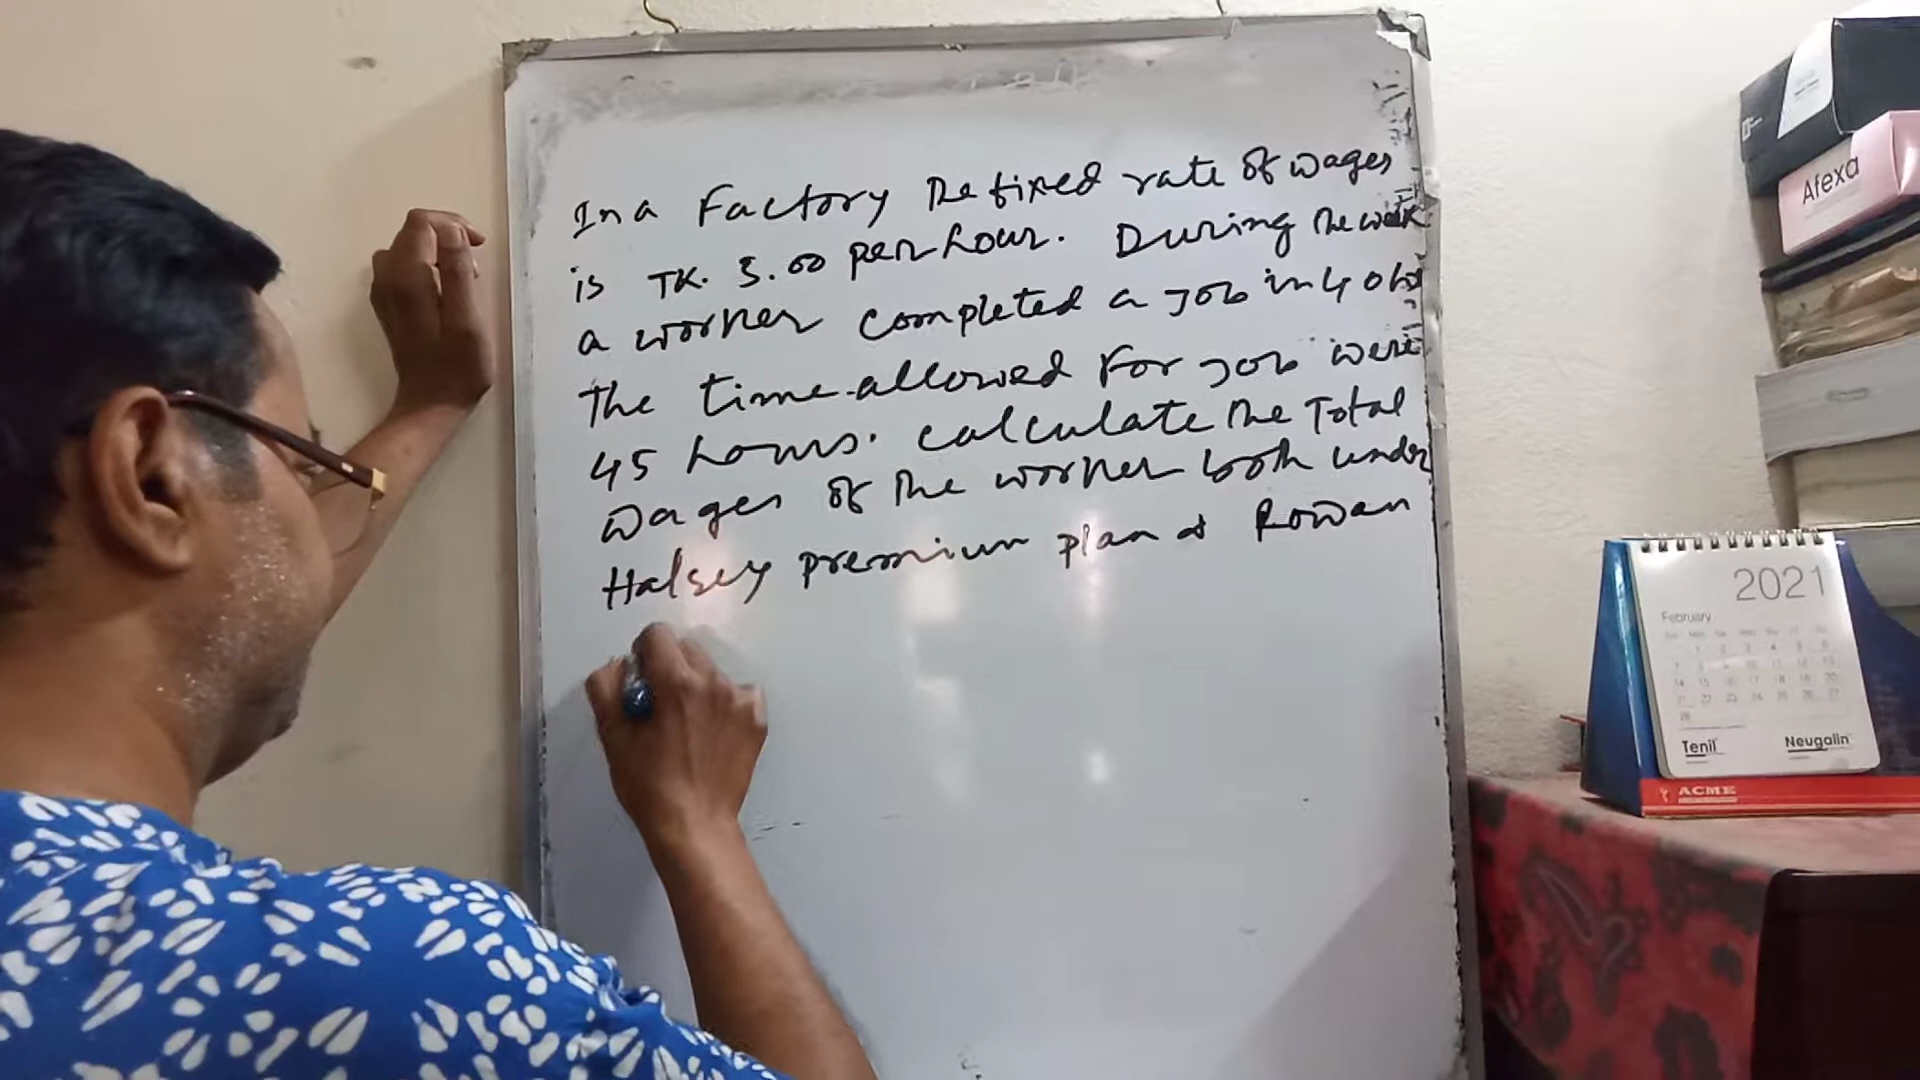 In a Factory the fixed rate of wages
is TK. 5.00 per hour. During the week
a worker completed a job in 40 hrs
The time allowed for job were
45 hours. calculate the Total
wages of the worker both under
Halsey premium plan & Rowan
Afexa
2021
February
Tenil
Neugalin
ACME